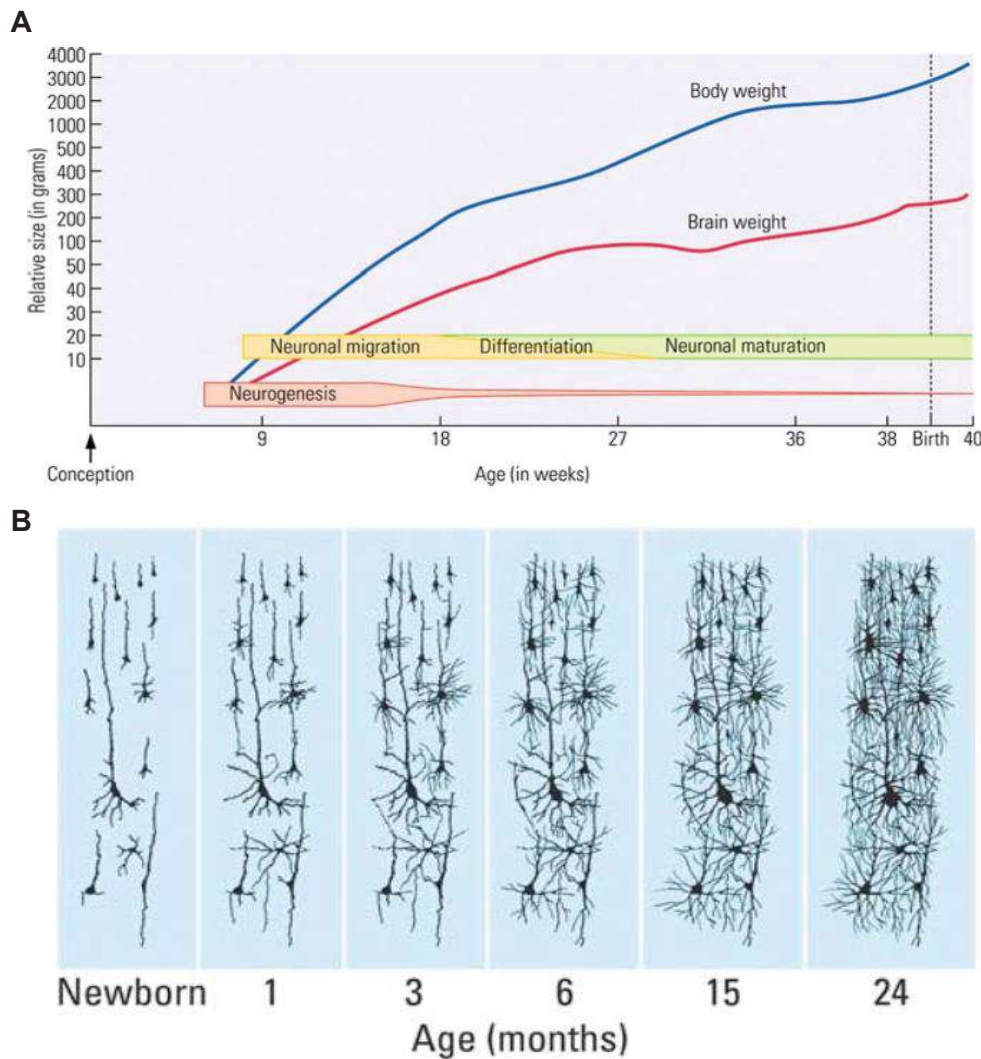 A
4000
3000
2000
1000
500
400
300
200
100
50
40
30
20
10
Relative size (in grams)
Body weight
Brain weight
Neuronal migration Differentiation Neuronal maturation
Neurogenesis
9 18 27 36 38 Birth 40
Conception Age (in weeks)
B
Newborn 1 3 6 15 24
Age (months)